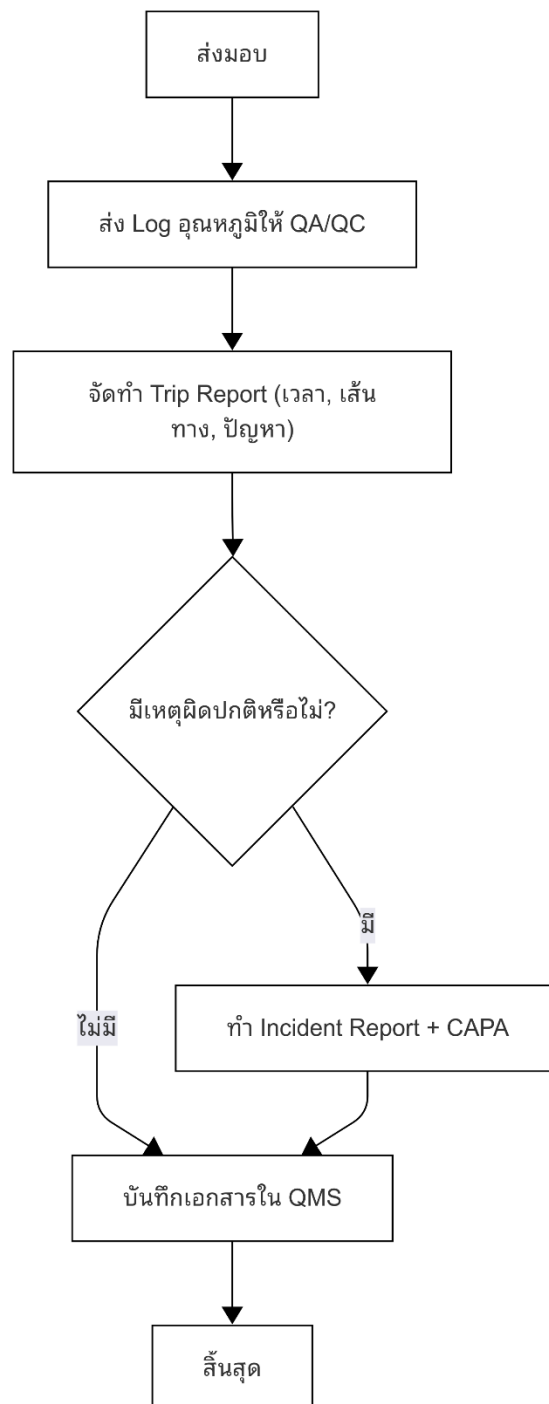 ส่งมอบ
ส่ง Log อุณหภูมิให้ QA/QC
จัดทำ Trip Report (เวลา, เส้น
ทาง, ปัญหา)
มีเหตุผิดปกติหรือไม่?
มี
ไม่มี
ทำ Incident Report + CAPA
บันทึกเอกสารใน QMS
สิ้นสุด